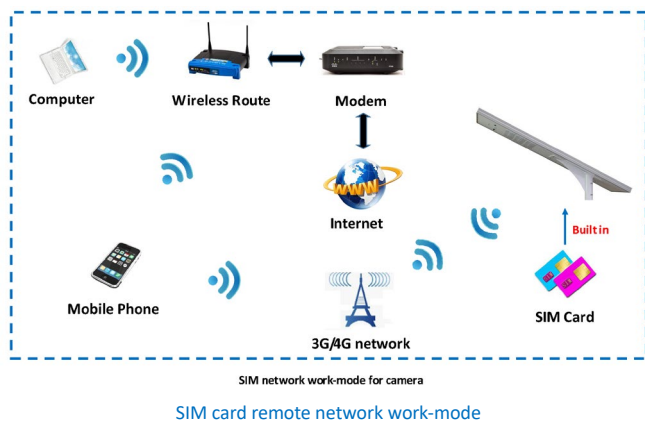 Computer
Wireless Route
Modem
WWW
Internet
Built in
Mobile Phone
SIM Card
3G/4G network
SIM network work-mode for camera
SIM card remote network work-mode